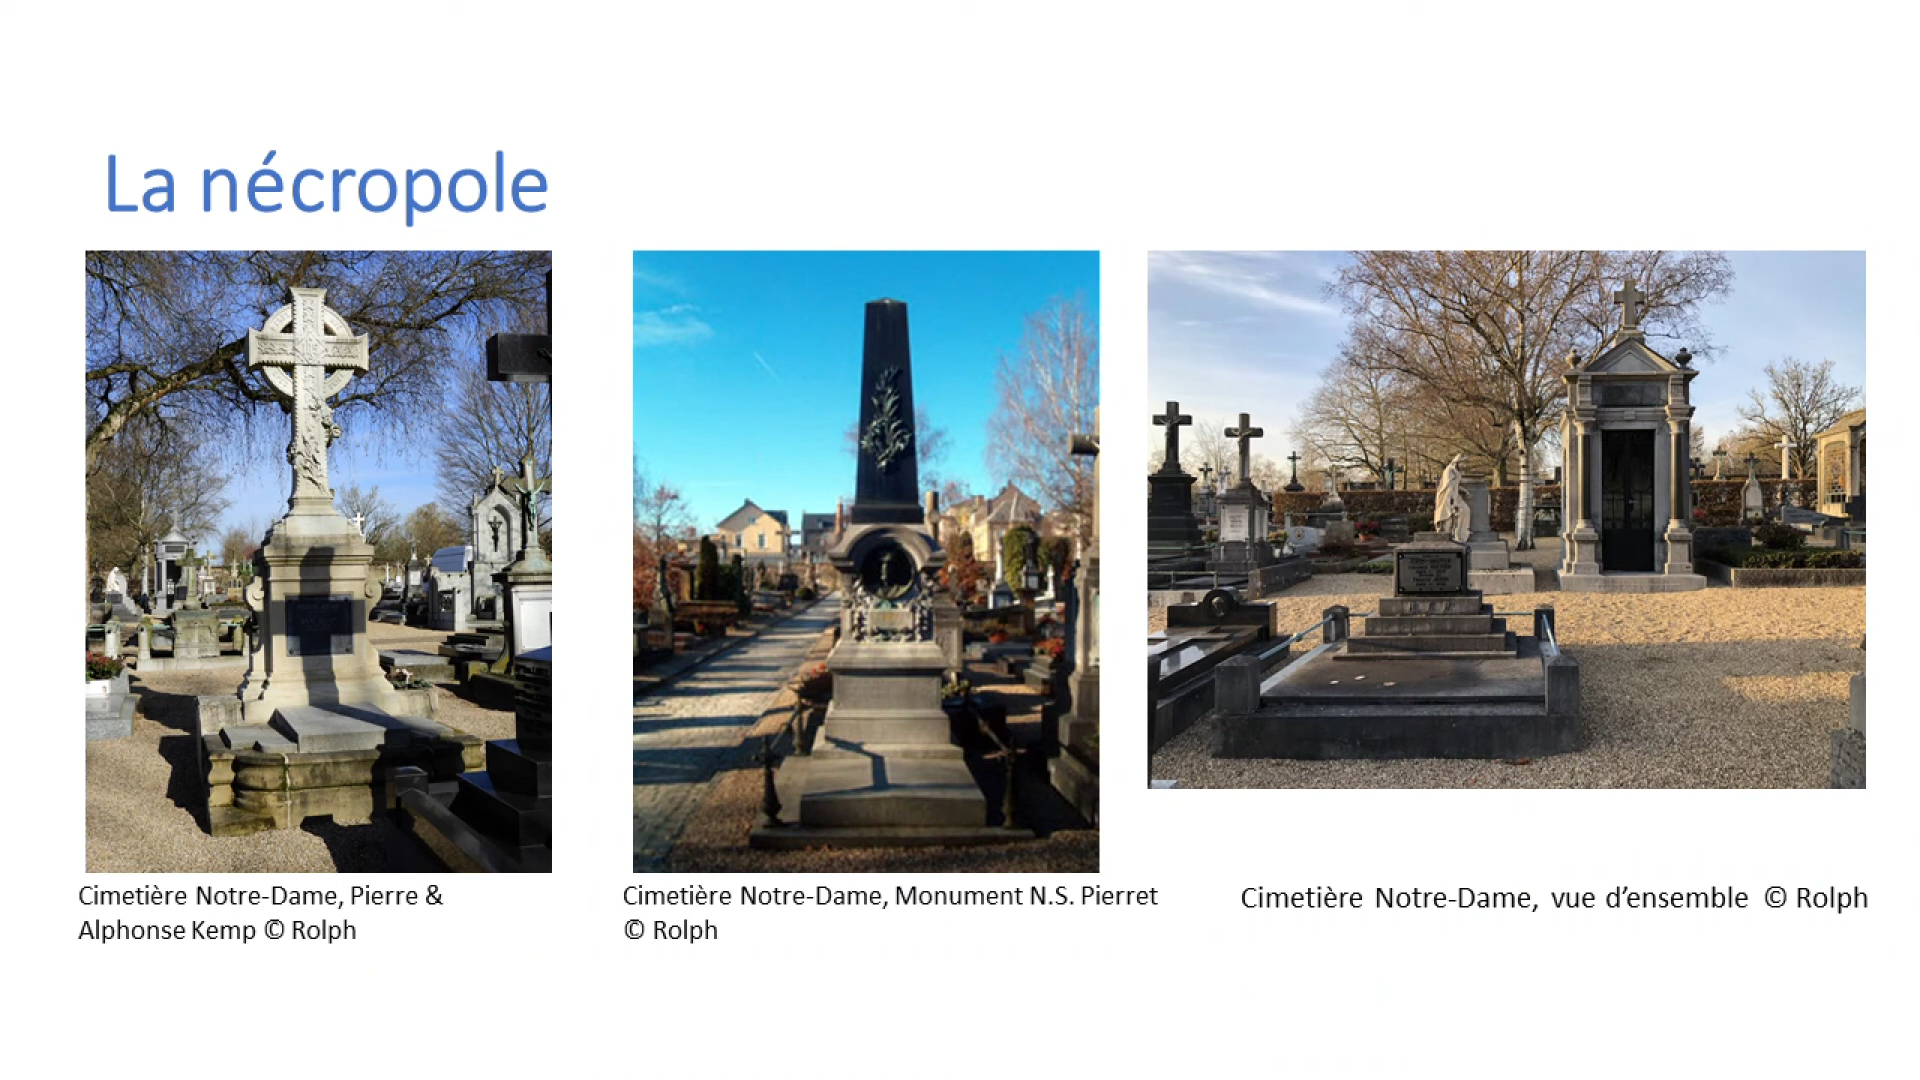 La nécropole
Cimetière Notre-Dame, Pierre &
Alphonse Kemp © Rolph
Cimetière Notre-Dame, Monument N.S. Pierret
© Rolph
Cimetière Notre-Dame, vue d’ensemble © Rolph